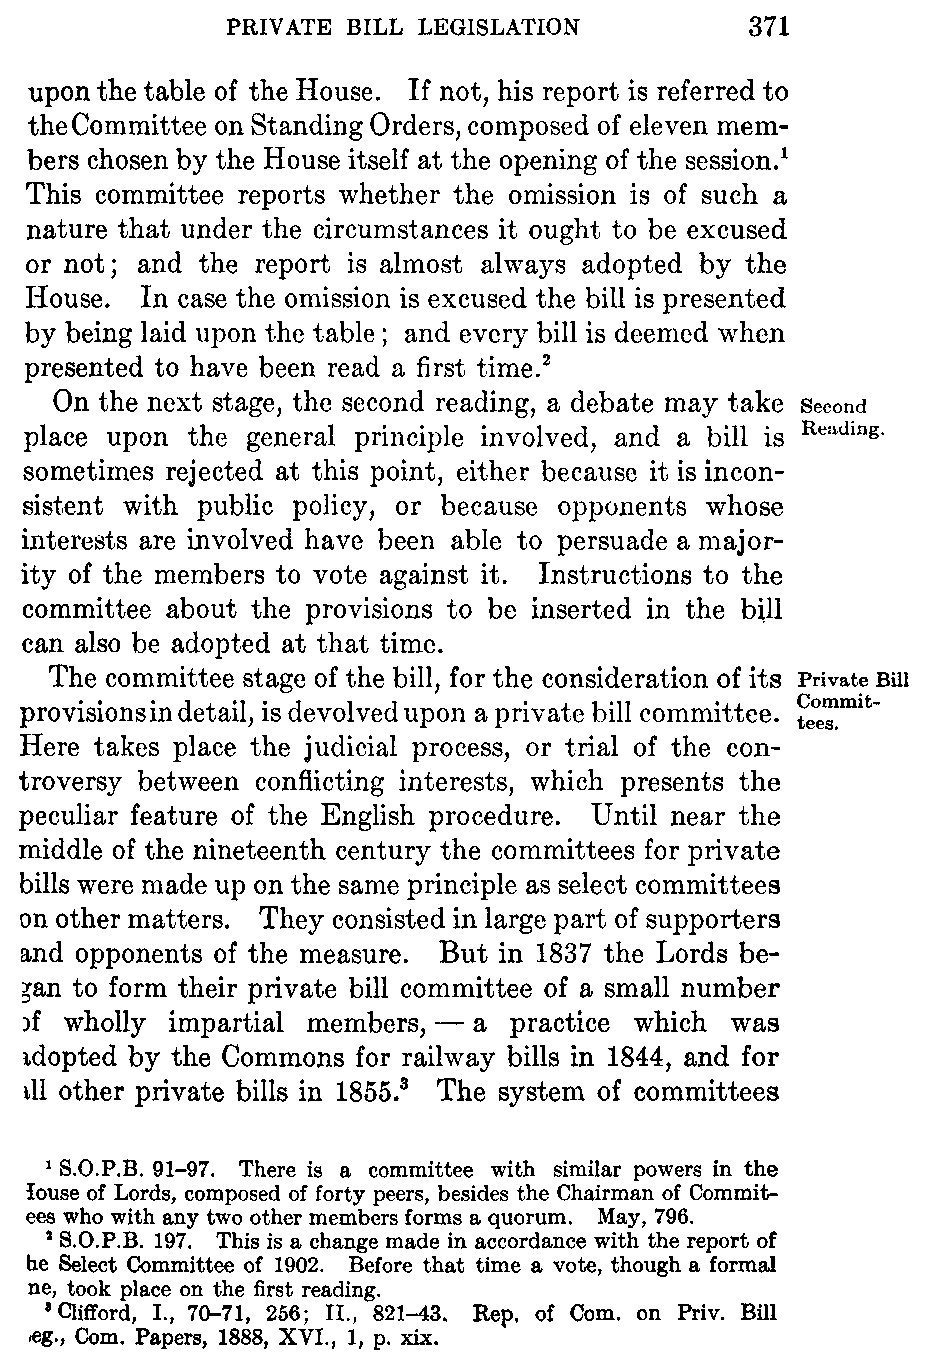 PRIVATE BILL LEGISLATION 371
upon the table of the House. If not, his report is referred to
the Committee on Standing Orders, composed of eleven mem-
bers chosen by the House itself at the opening of the session.¹
This committee reports whether the omission is of such a
nature that under the circumstances it ought to be excused
or not; and the report is almost always adopted by the
House. In case the omission is excused the bill is presented
by being laid upon the table; and every bill is deemed when
presented to have been read a first time.²
On the next stage, the second reading, a debate may take
place upon the general principle involved, and a bill is
sometimes rejected at this point, either because it is incon-
sistent with public policy, or because opponents whose
interests are involved have been able to persuade a major-
ity of the members to vote against it. Instructions to the
committee about the provisions to be inserted in the bill
can also be adopted at that time.
Second
Reading.
The committee stage of the bill, for the consideration of its
provisions in detail, is devolved upon a private bill committee.
Here takes place the judicial process, or trial of the con-
troversy between conflicting interests, which presents the
peculiar feature of the English procedure. Until near the
middle of the nineteenth century the committees for private
bills were made up on the same principle as select committees
on other matters. They consisted in large part of supporters
and opponents of the measure. But in 1837 the Lords be-
gan to form their private bill committee of a small number
of wholly impartial members, — a practice which was
adopted by the Commons for railway bills in 1844, and for
all other private bills in 1855.³ The system of committees
Private Bill
Commit-
tees.
¹ S.O.P.B. 91–97. There is a committee with similar powers in the
House of Lords, composed of forty peers, besides the Chairman of Commit-
ees who with any two other members forms a quorum. May, 796.
² S.O.P.B. 197. This is a change made in accordance with the report of
he Select Committee of 1902. Before that time a vote, though a formal
ne, took place on the first reading.
³ Clifford, I., 70–71, 256; II., 821–43. Rep. of Com. on Priv. Bill
eg., Com. Papers, 1888, XVI., 1, p. xix.